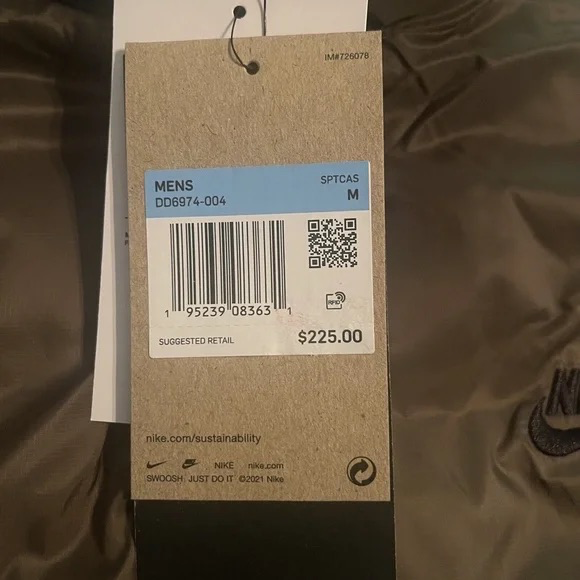 IM#726078
MENS
SPTCAS
DD6974-004
M
1 95239 08363 1
RFID
SUGGESTED RETAIL
$225.00
nike.com/sustainability
NIKE nike.com
SWOOSH, JUST DO IT ©2021 Nike